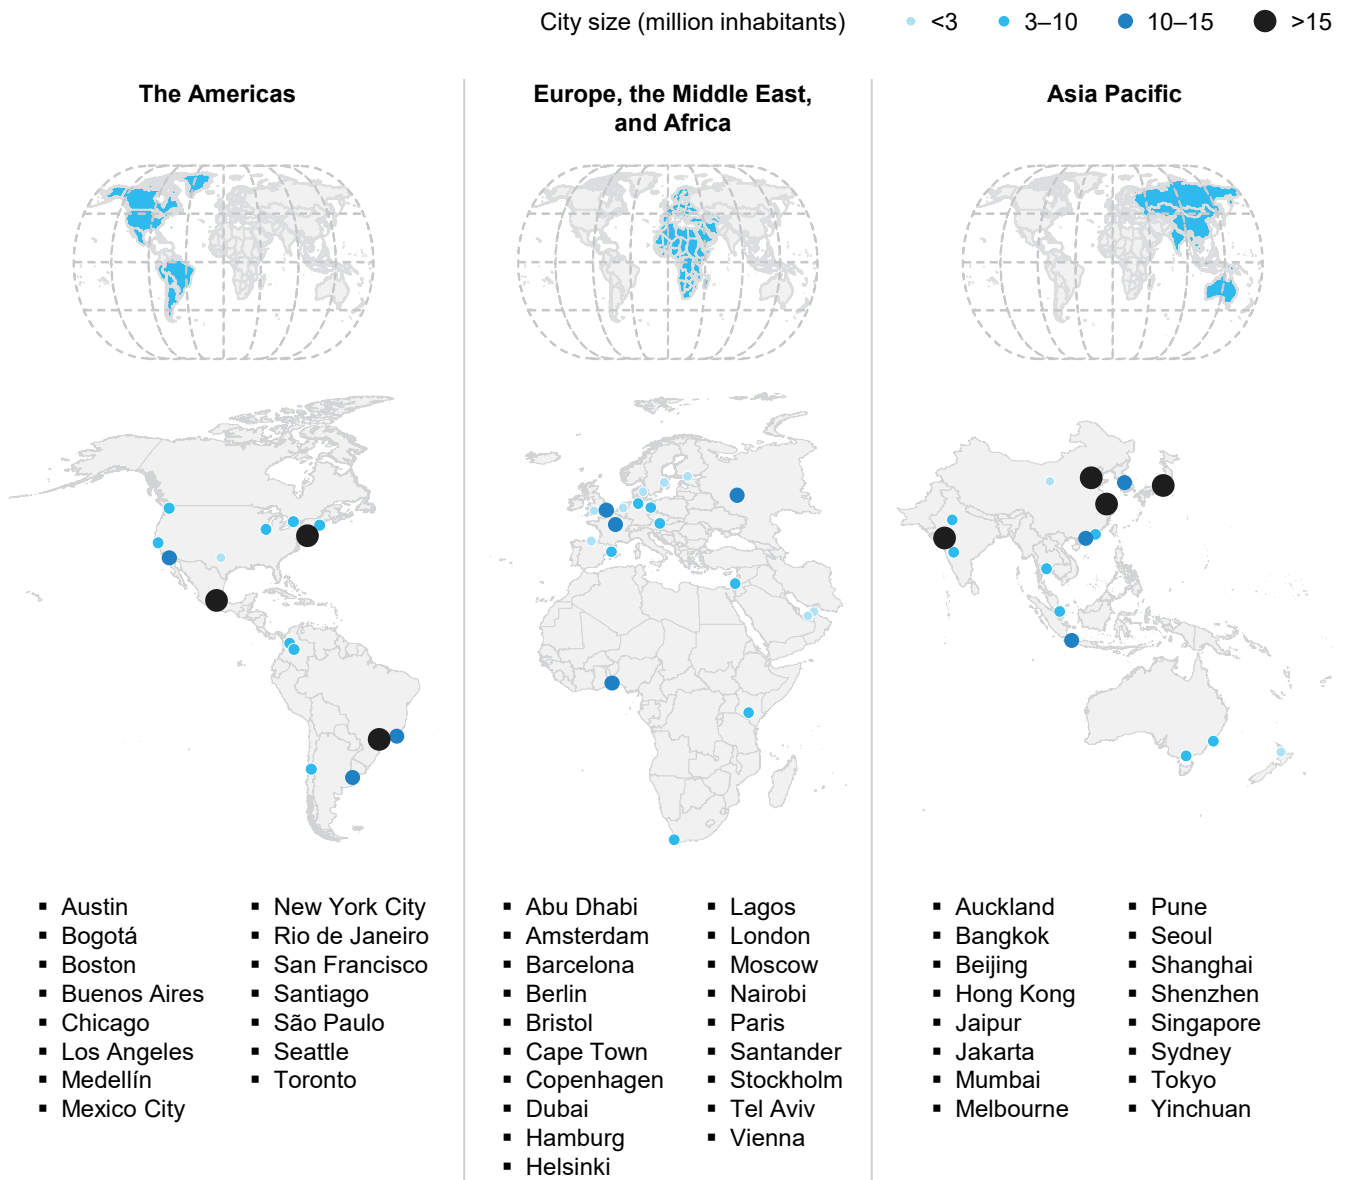 City size (million inhabitants) <3 3–10 10–15 >15
The Americas
▪ Austin
▪ Bogotá
▪ Boston
▪ Buenos Aires
▪ Chicago
▪ Los Angeles
▪ Medellín
▪ Mexico City
▪ New York City
▪ Rio de Janeiro
▪ San Francisco
▪ Santiago
▪ São Paulo
▪ Seattle
▪ Toronto
Europe, the Middle East,
and Africa
▪ Abu Dhabi
▪ Amsterdam
▪ Barcelona
▪ Berlin
▪ Bristol
▪ Cape Town
▪ Copenhagen
▪ Dubai
▪ Hamburg
▪ Helsinki
▪ Lagos
▪ London
▪ Moscow
▪ Nairobi
▪ Paris
▪ Santander
▪ Stockholm
▪ Tel Aviv
▪ Vienna
Asia Pacific
▪ Auckland
▪ Bangkok
▪ Beijing
▪ Hong Kong
▪ Jaipur
▪ Jakarta
▪ Mumbai
▪ Melbourne
▪ Pune
▪ Seoul
▪ Shanghai
▪ Shenzhen
▪ Singapore
▪ Sydney
▪ Tokyo
▪ Yinchuan